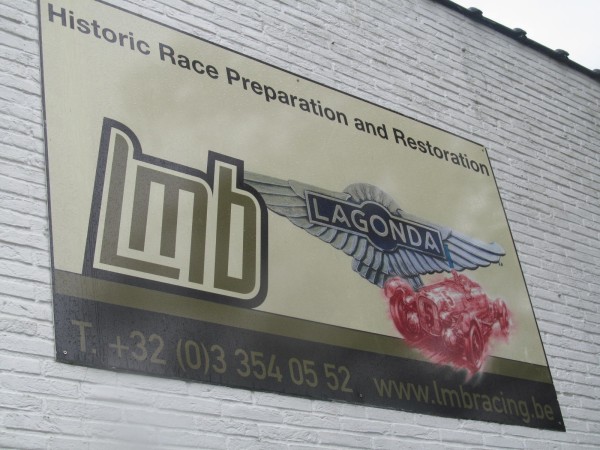 Historic Race Preparation and Restoration
lmb
LAGONDA
T. +32 (0)3 354 05 52 www.lmbracing.be